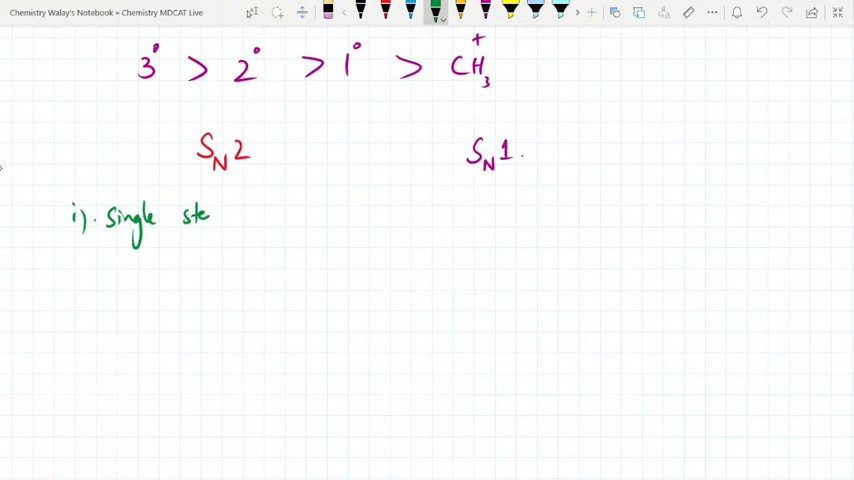 Chemistry Walay's Notebook » Chemistry MDCAT Live
3° > 2° > 1° > CH₃⁺
SN2 SN1.
i). Single ste